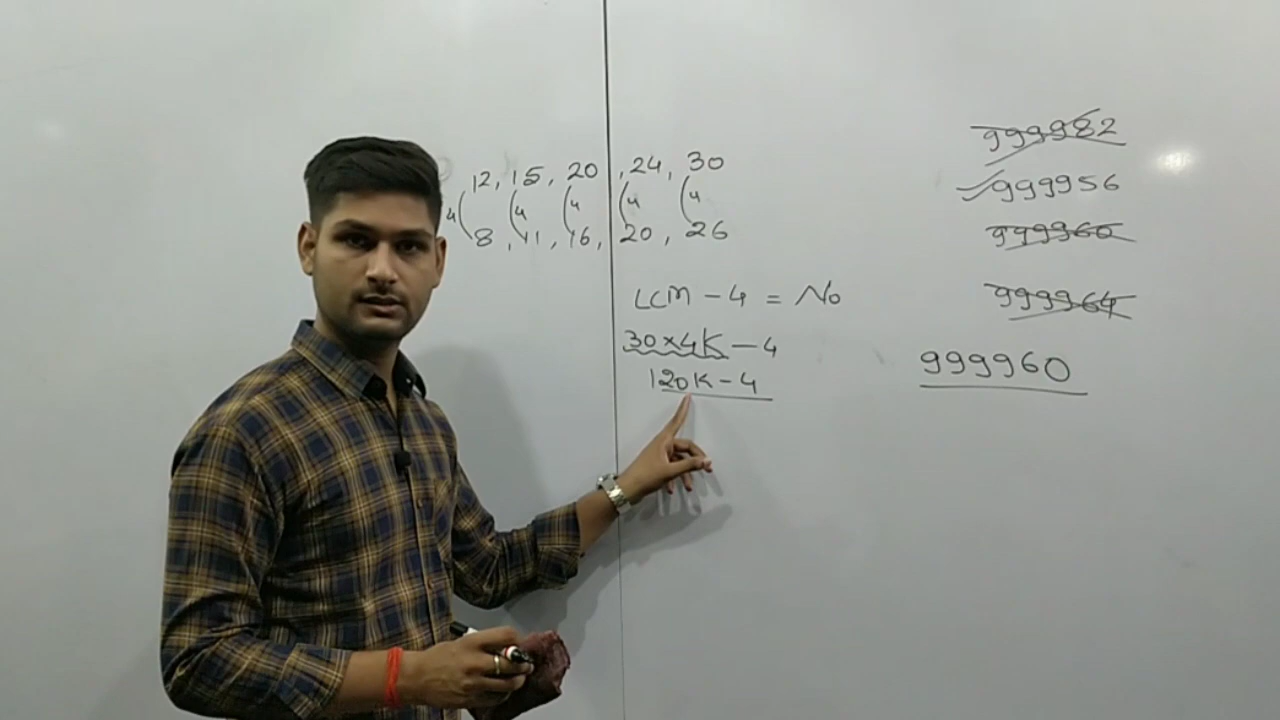 12, 15, 20, 24, 30
4 4 4 4 4
8, 11, 16, 20, 26
LCM - 4 = No
30×4K - 4
120K - 4
999982
999956
999960
999964
999960